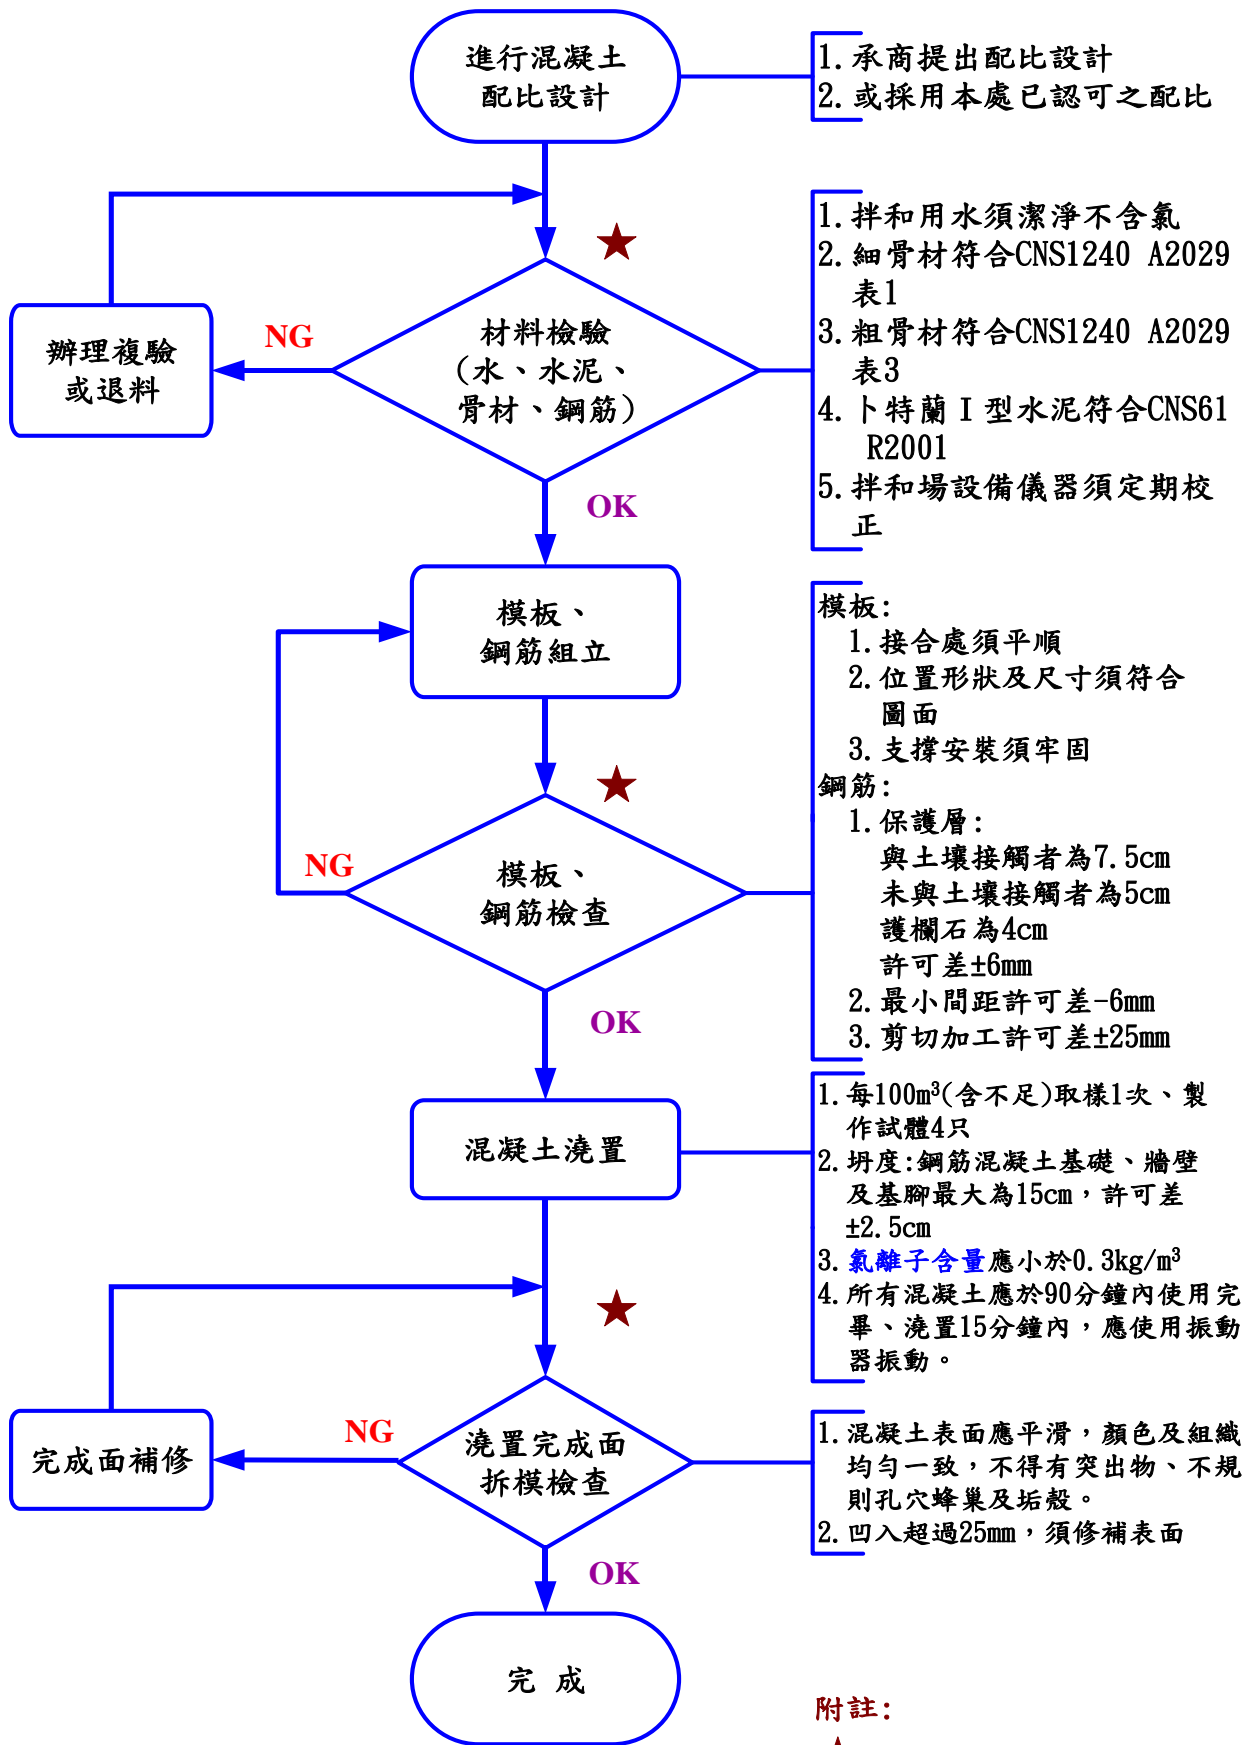 進行混凝土
配比設計
1. 承商提出配比設計
2. 或採用本處已認可之配比
★
1. 拌和用水須潔淨不含氯
2. 細骨材符合CNS1240 A2029
表1
3. 粗骨材符合CNS1240 A2029
表3
4. 卜特蘭Ⅰ型水泥符合CNS61
R2001
5. 拌和場設備儀器須定期校
正
材料檢驗
(水、水泥、
骨材、鋼筋)
NG
辦理複驗
或退料
OK
模板、
鋼筋組立
模板:
1. 接合處須平順
2. 位置形狀及尺寸須符合
圖面
3. 支撐安裝須牢固
鋼筋:
1. 保護層:
與土壤接觸者為7.5cm
未與土壤接觸者為5cm
護欄石為4cm
許可差±6mm
2. 最小間距許可差-6mm
3. 剪切加工許可差±25mm
★
NG
模板、
鋼筋檢查
OK
混凝土澆置
1. 每100m³(含不足)取樣1次、製
作試體4只
2. 坍度:鋼筋混凝土基礎、牆壁
及基腳最大為15cm，許可差
±2.5cm
3. 氯離子含量應小於0.3kg/m³
4. 所有混凝土應於90分鐘內使用完
畢、澆置15分鐘內，應使用振動
器振動。
★
NG
完成面補修
澆置完成面
拆模檢查
1. 混凝土表面應平滑，顏色及組織
均勻一致，不得有突出物、不規
則孔穴蜂巢及垢殼。
2. 凹入超過25mm，須修補表面
OK
完 成
附註: